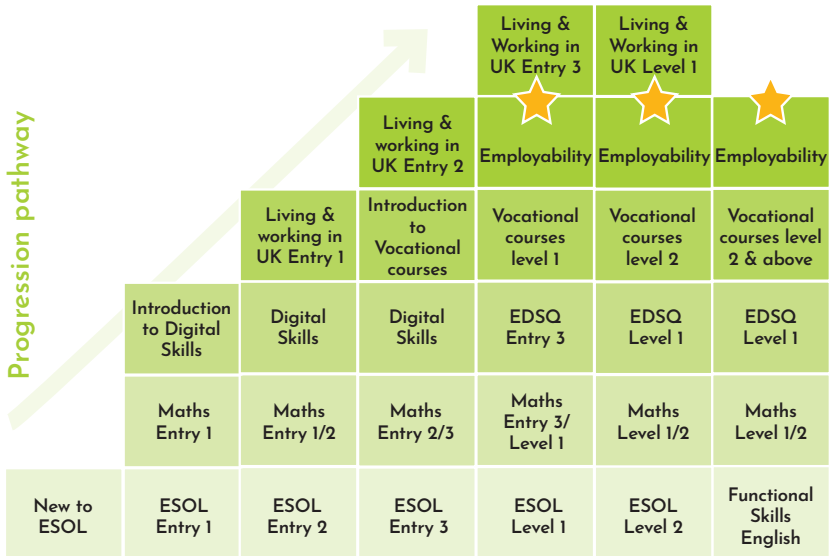 Progression pathway
Living &
Working in
UK Entry 3
Living &
Working in
UK Level 1
Living &
working in
UK Entry 2
Employability
Employability
Employability
Living &
working in
UK Entry 1
Introduction
to
Vocational
courses
Vocational
courses
level 1
Vocational
courses
level 2
Vocational
courses level
2 & above
Introduction
to Digital
Skills
Digital
Skills
Digital
Skills
EDSQ
Entry 3
EDSQ
Level 1
EDSQ
Level 1
Maths
Entry 1
Maths
Entry 1/2
Maths
Entry 2/3
Maths
Entry 3/
Level 1
Maths
Level 1/2
Maths
Level 1/2
New to
ESOL
ESOL
Entry 1
ESOL
Entry 2
ESOL
Entry 3
ESOL
Level 1
ESOL
Level 2
Functional
Skills
English